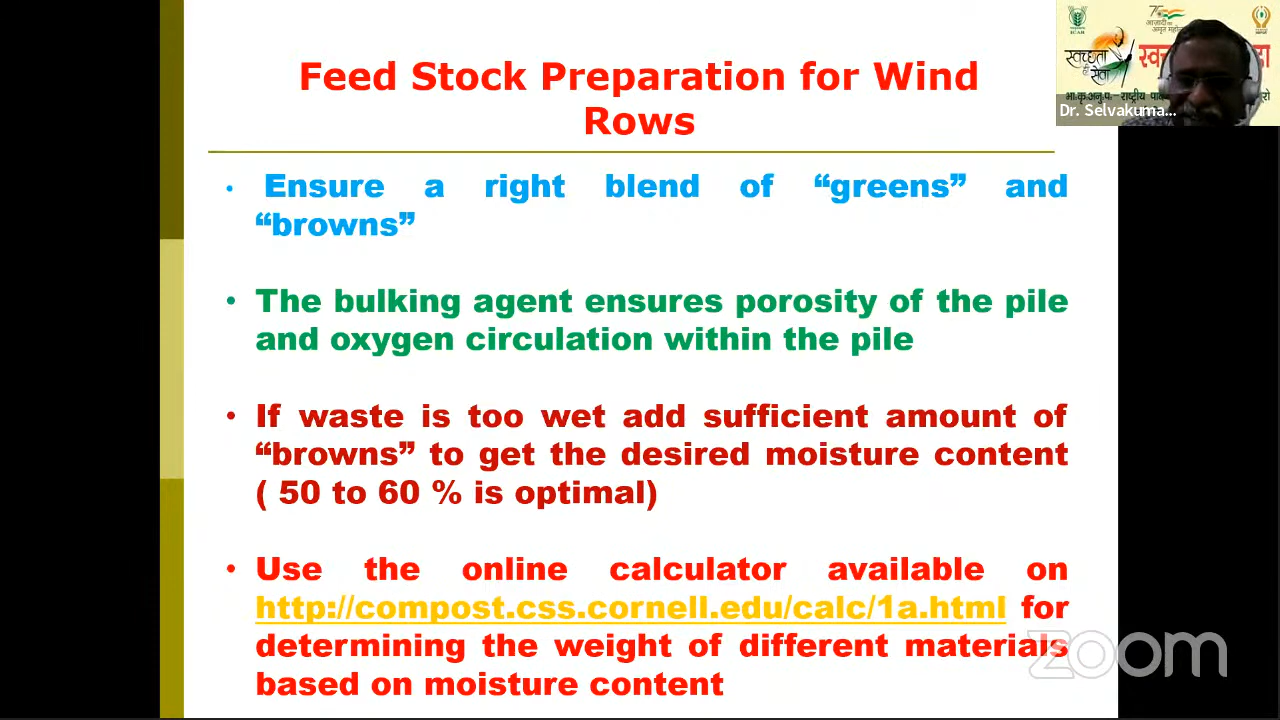 Feed Stock Preparation for Wind
Rows
• Ensure a right blend of “greens” and
“browns”
• The bulking agent ensures porosity of the pile
and oxygen circulation within the pile
• If waste is too wet add sufficient amount of
“browns” to get the desired moisture content
( 50 to 60 % is optimal)
• Use the online calculator available on
http://compost.css.cornell.edu/calc/1a.html for
determining the weight of different materials
based on moisture content
स्वच्छता
ही
सेवा
Dr. Selvakuma...
zoom